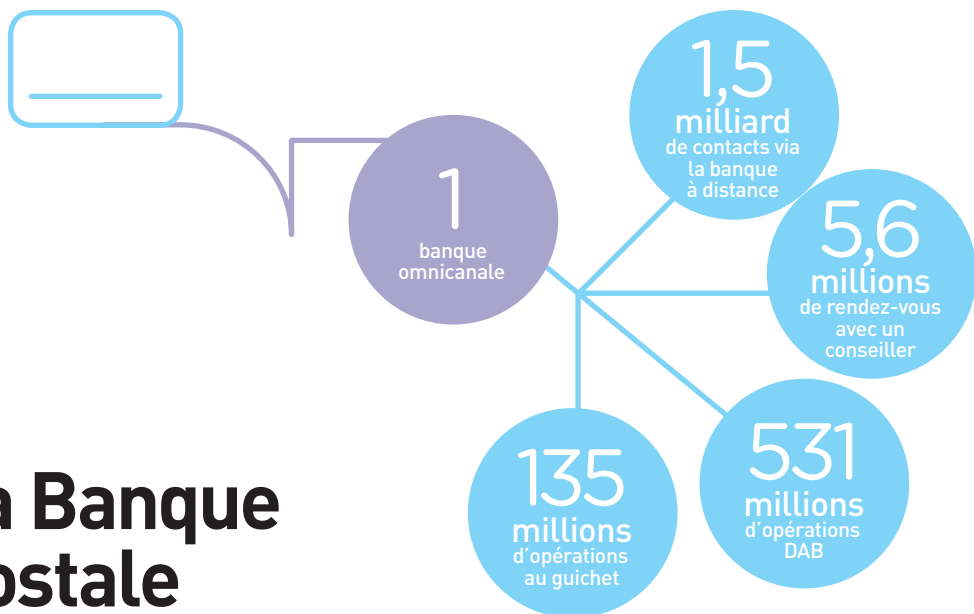 1
banque
omnicanale
1,5
milliard
de contacts via
la banque
à distance
5,6
millions
de rendez-vous
avec un
conseiller
531
millions
d’opérations
DAB
135
millions
d’opérations
au guichet
a Banque
ostale